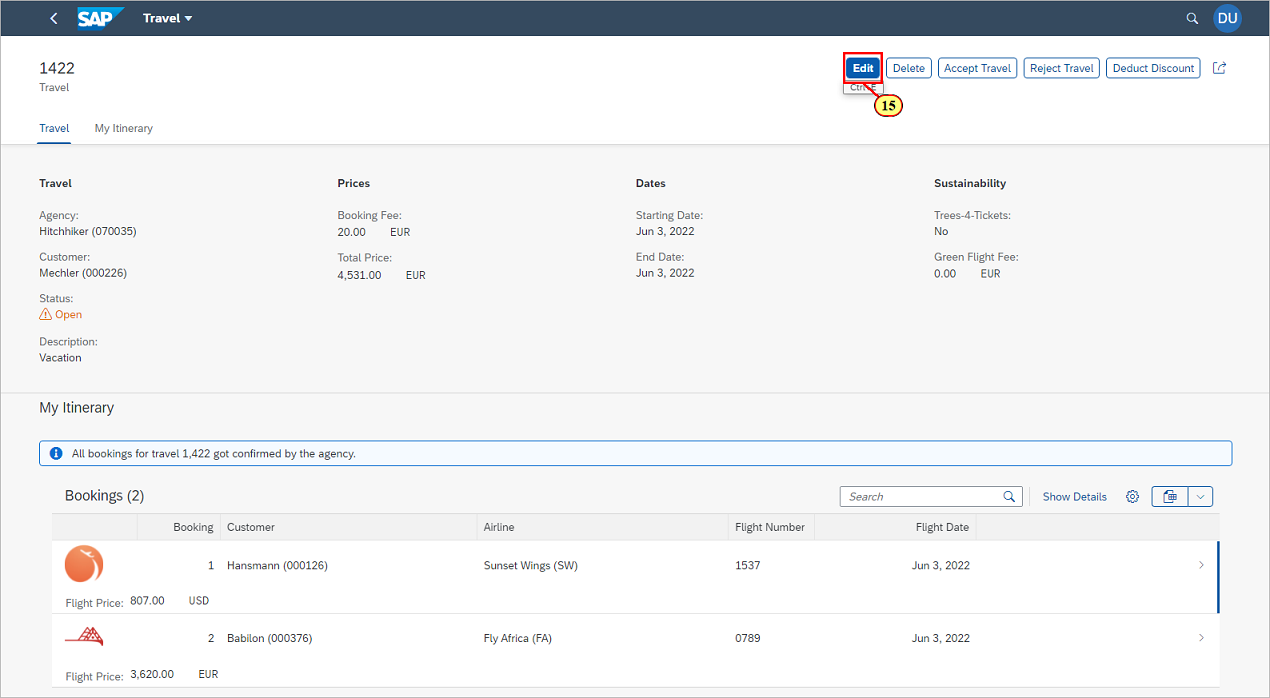 SAP Travel DU
1422
Travel
Edit Delete Accept Travel Reject Travel Deduct Discount
15
Travel My Itinerary
Travel Prices Dates Sustainability
Agency: Booking Fee: Starting Date: Trees-4-Tickets:
Hitchhiker (070035) 20.00 EUR Jun 3, 2022 No
Customer: Total Price: End Date: Green Flight Fee:
Mechler (000226) 4,531.00 EUR Jun 3, 2022 0.00 EUR
Status:
Open
Description:
Vacation
My Itinerary
All bookings for travel 1,422 got confirmed by the agency.
Bookings (2) Search Show Details
Booking Customer Airline Flight Number Flight Date
1 Hansmann (000126) Sunset Wings (SW) 1537 Jun 3, 2022
Flight Price: 807.00 USD
2 Babilon (000376) Fly Africa (FA) 0789 Jun 3, 2022
Flight Price: 3,620.00 EUR